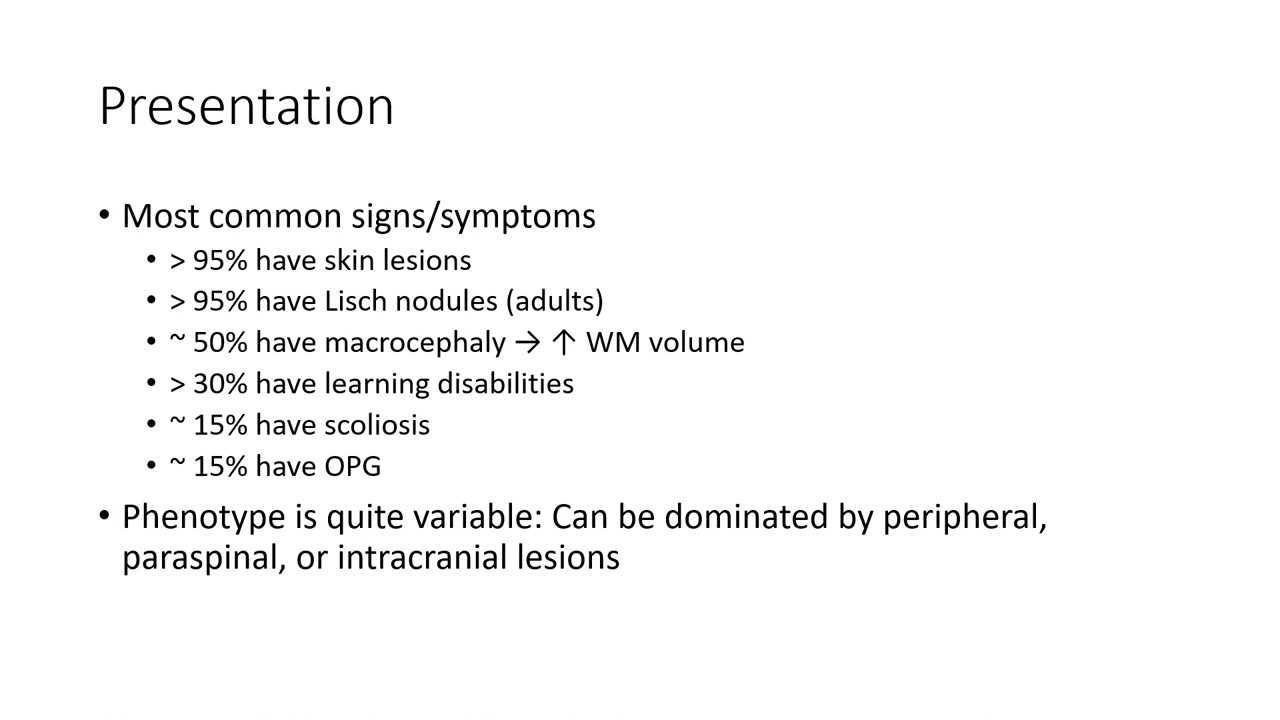 Presentation
• Most common signs/symptoms
• > 95% have skin lesions
• > 95% have Lisch nodules (adults)
• ~ 50% have macrocephaly → ↑ WM volume
• > 30% have learning disabilities
• ~ 15% have scoliosis
• ~ 15% have OPG
• Phenotype is quite variable: Can be dominated by peripheral,
paraspinal, or intracranial lesions